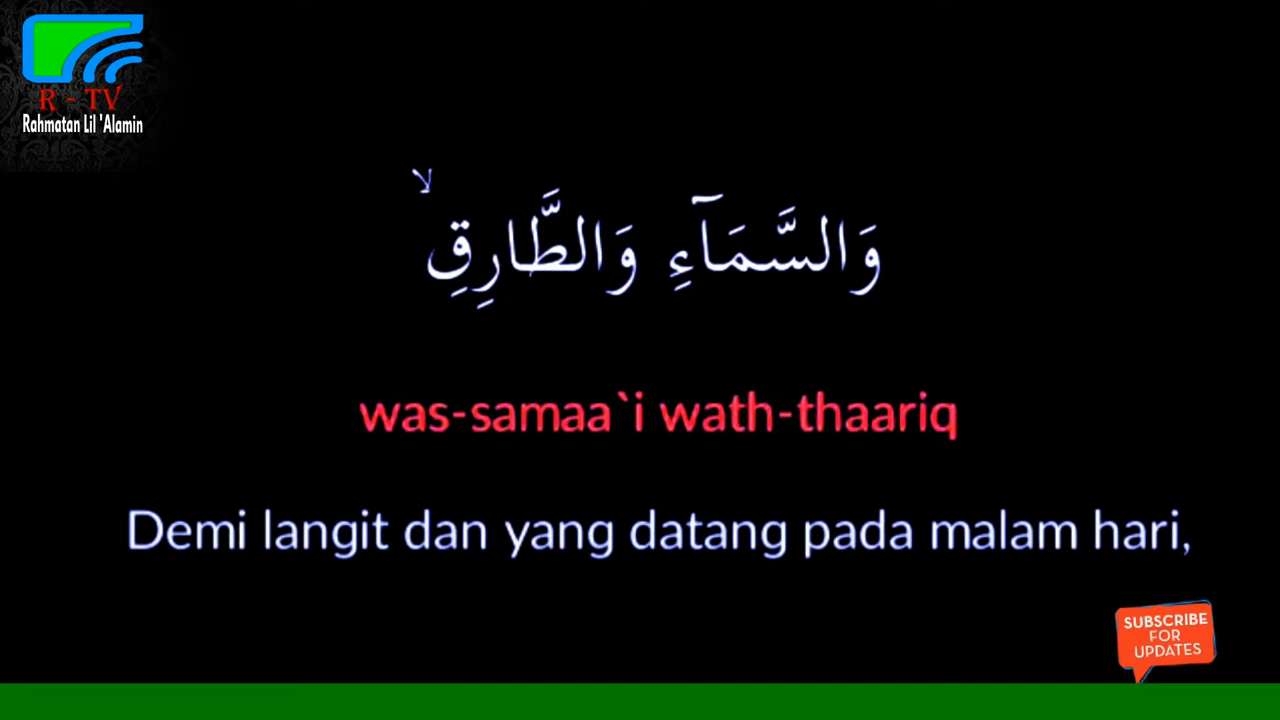 R - TV
Rahmatan Lil 'Alamin
وَالسَّمَآءِ وَالطَّارِقِۙ
was-samaa`i wath-thaariq
Demi langit dan yang datang pada malam hari,
SUBSCRIBE
FOR
UPDATES